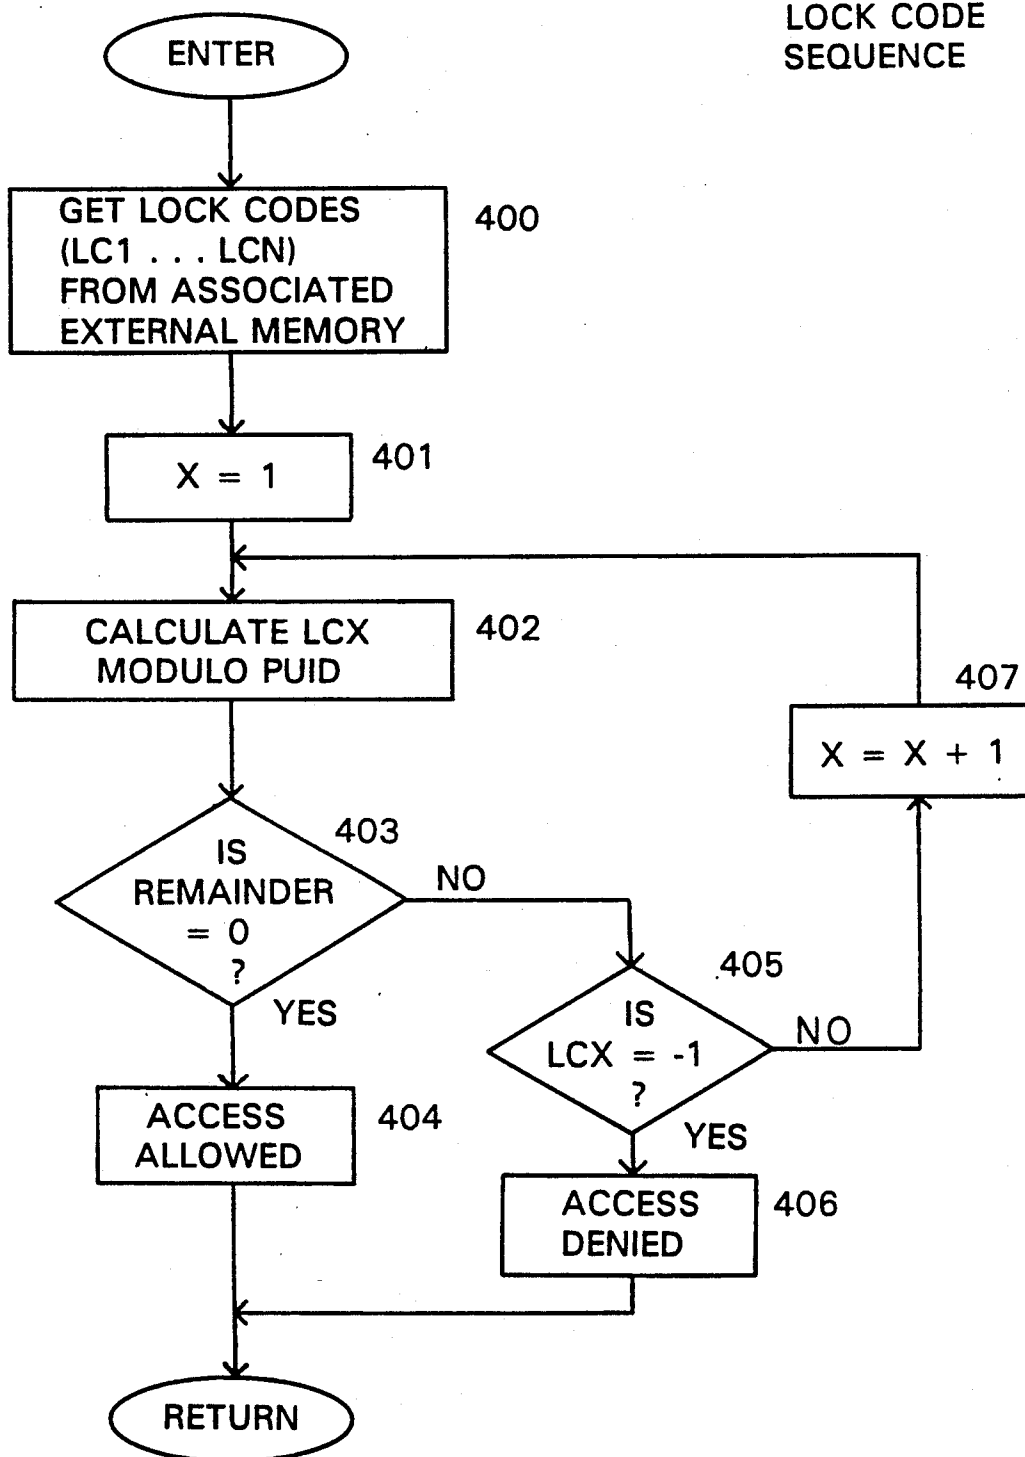 LOCK CODE
SEQUENCE
ENTER
GET LOCK CODES
(LC1 . . . LCN)
FROM ASSOCIATED
EXTERNAL MEMORY
400
X = 1
401
CALCULATE LCX
MODULO PUID
402
407
X = X + 1
IS
REMAINDER
= 0
?
403
NO
YES
405
IS
LCX = -1
?
NO
YES
ACCESS
ALLOWED
404
ACCESS
DENIED
406
RETURN